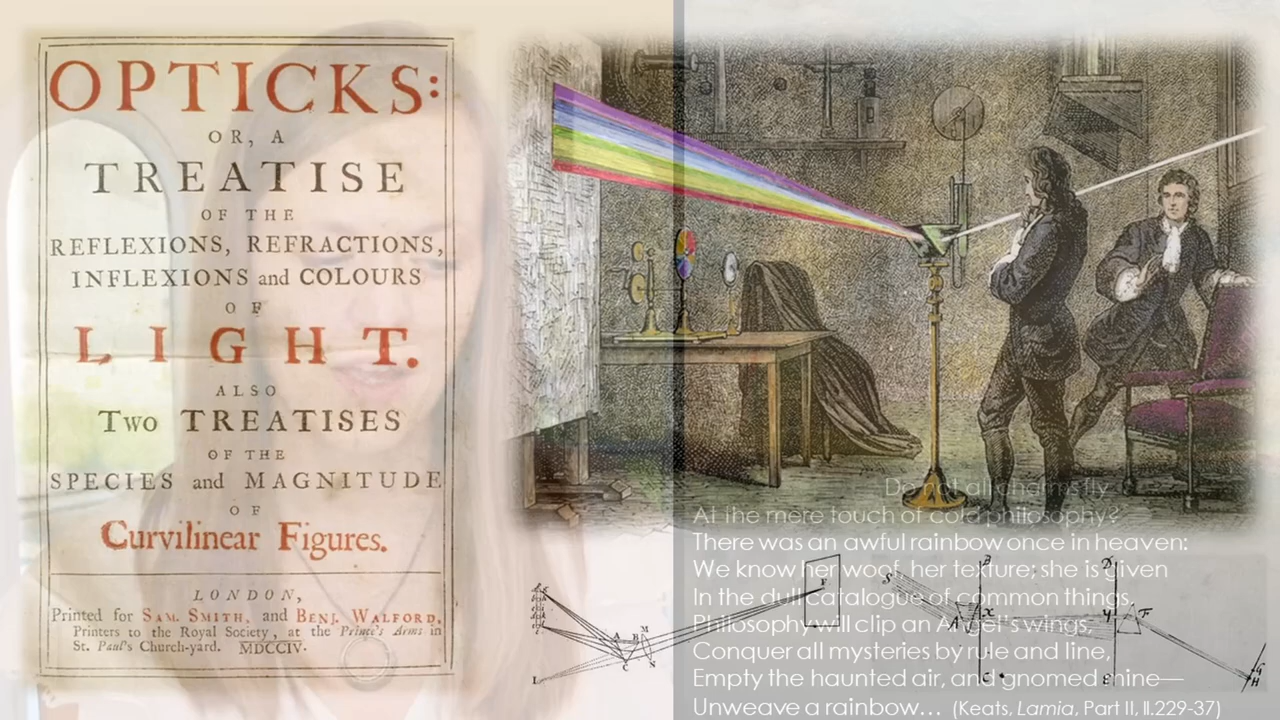 OPTICKS:
OR, A
TREATISE
OF THE
REFLEXIONS, REFRACTIONS,
INFLEXIONS and COLOURS
OF
LIGHT.
ALSO
Two TREATISES
OF THE
SPECIES and MAGNITUDE
OF
Curvilinear Figures.
LONDON,
Printed for SAM. SMITH, and BENJ. WALFORD,
Printers to the Royal Society, at the Prince's Arms in
St. Paul's Church-yard. MDCCIV.
Do not all charms fly
At the mere touch of cold philosophy?
There was an awful rainbow once in heaven:
We know her woof, her texture; she is given
In the dull catalogue of common things.
Philosophy will clip an Angel's wings,
Conquer all mysteries by rule and line,
Empty the haunted air, and gnomed mine—
Unweave a rainbow... (Keats, Lamia, Part II, ll.229-37)
F
A B M
C N
L
S
x
C
y
π
G
H